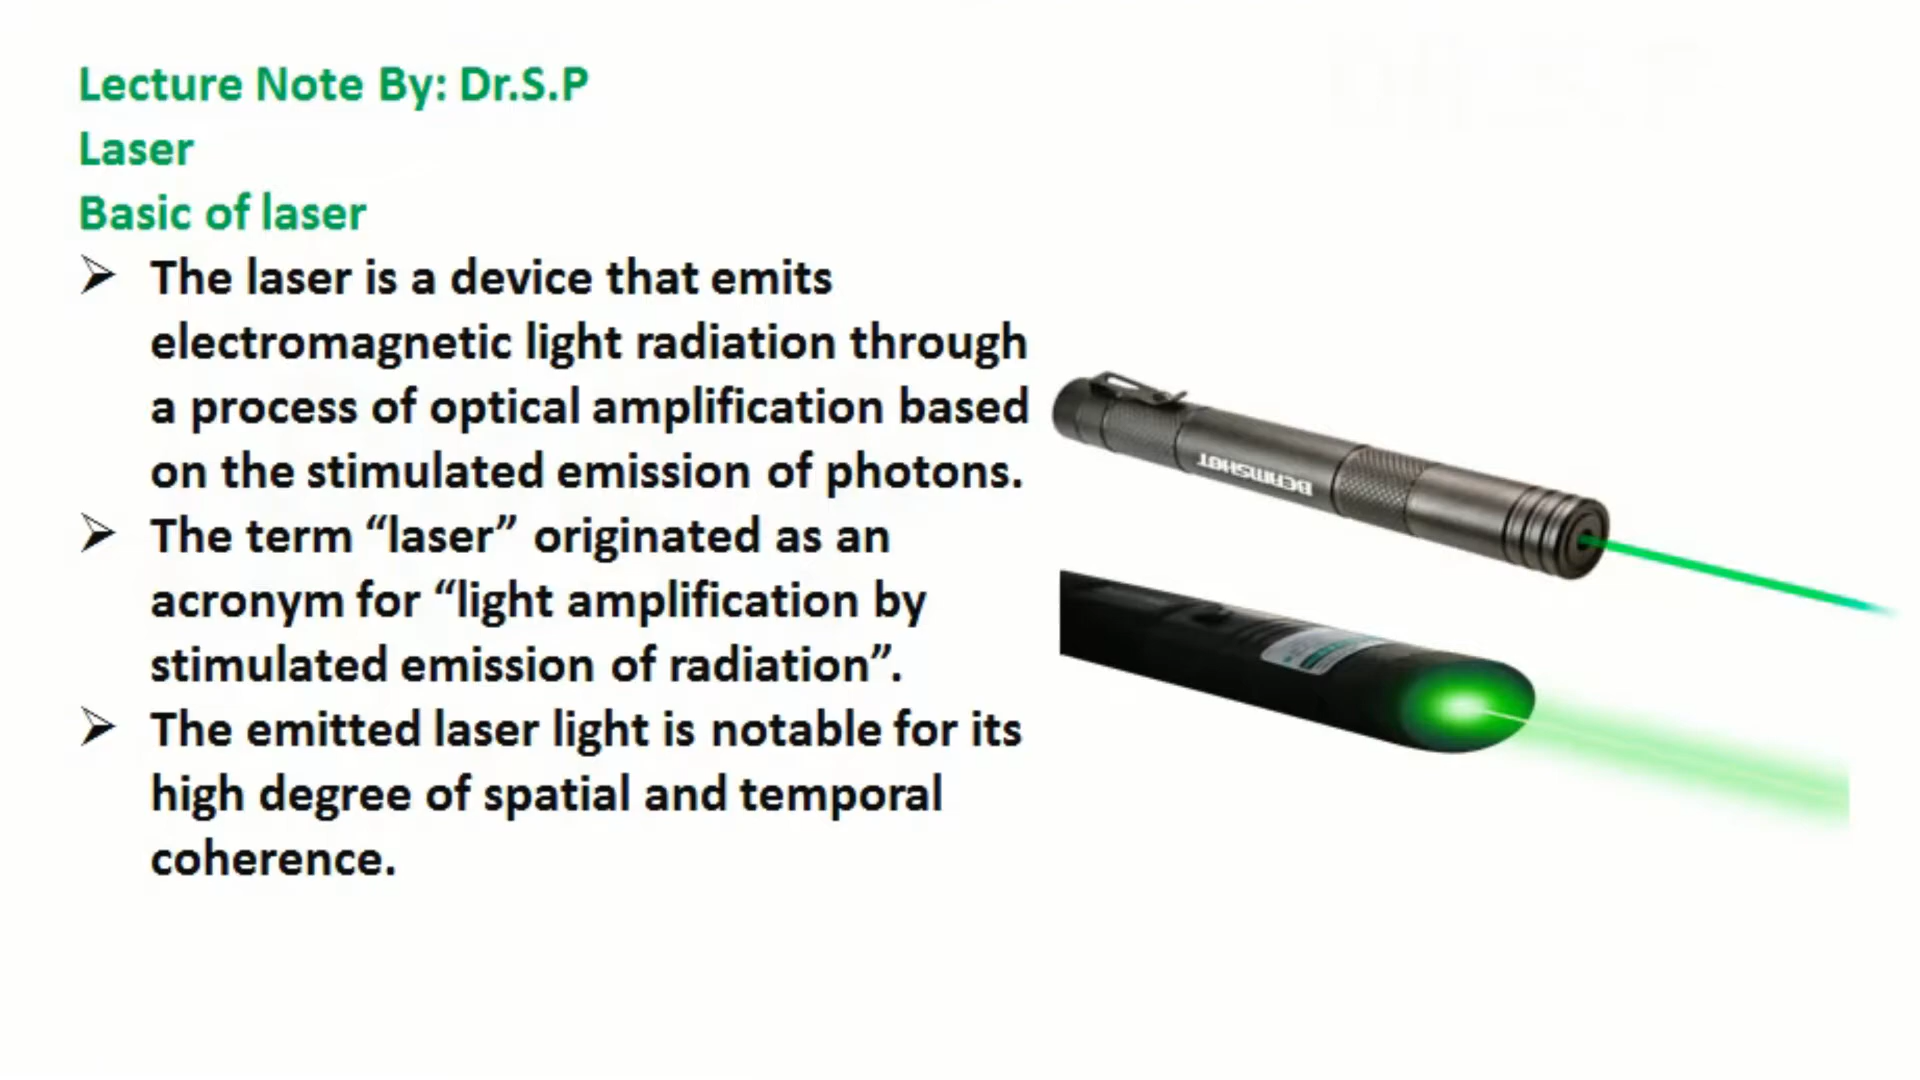 Lecture Note By: Dr.S.P
Laser
Basic of laser
➢ The laser is a device that emits
electromagnetic light radiation through
a process of optical amplification based
on the stimulated emission of photons.
➢ The term “laser” originated as an
acronym for “light amplification by
stimulated emission of radiation”.
➢ The emitted laser light is notable for its
high degree of spatial and temporal
coherence.
BEAMSHOT